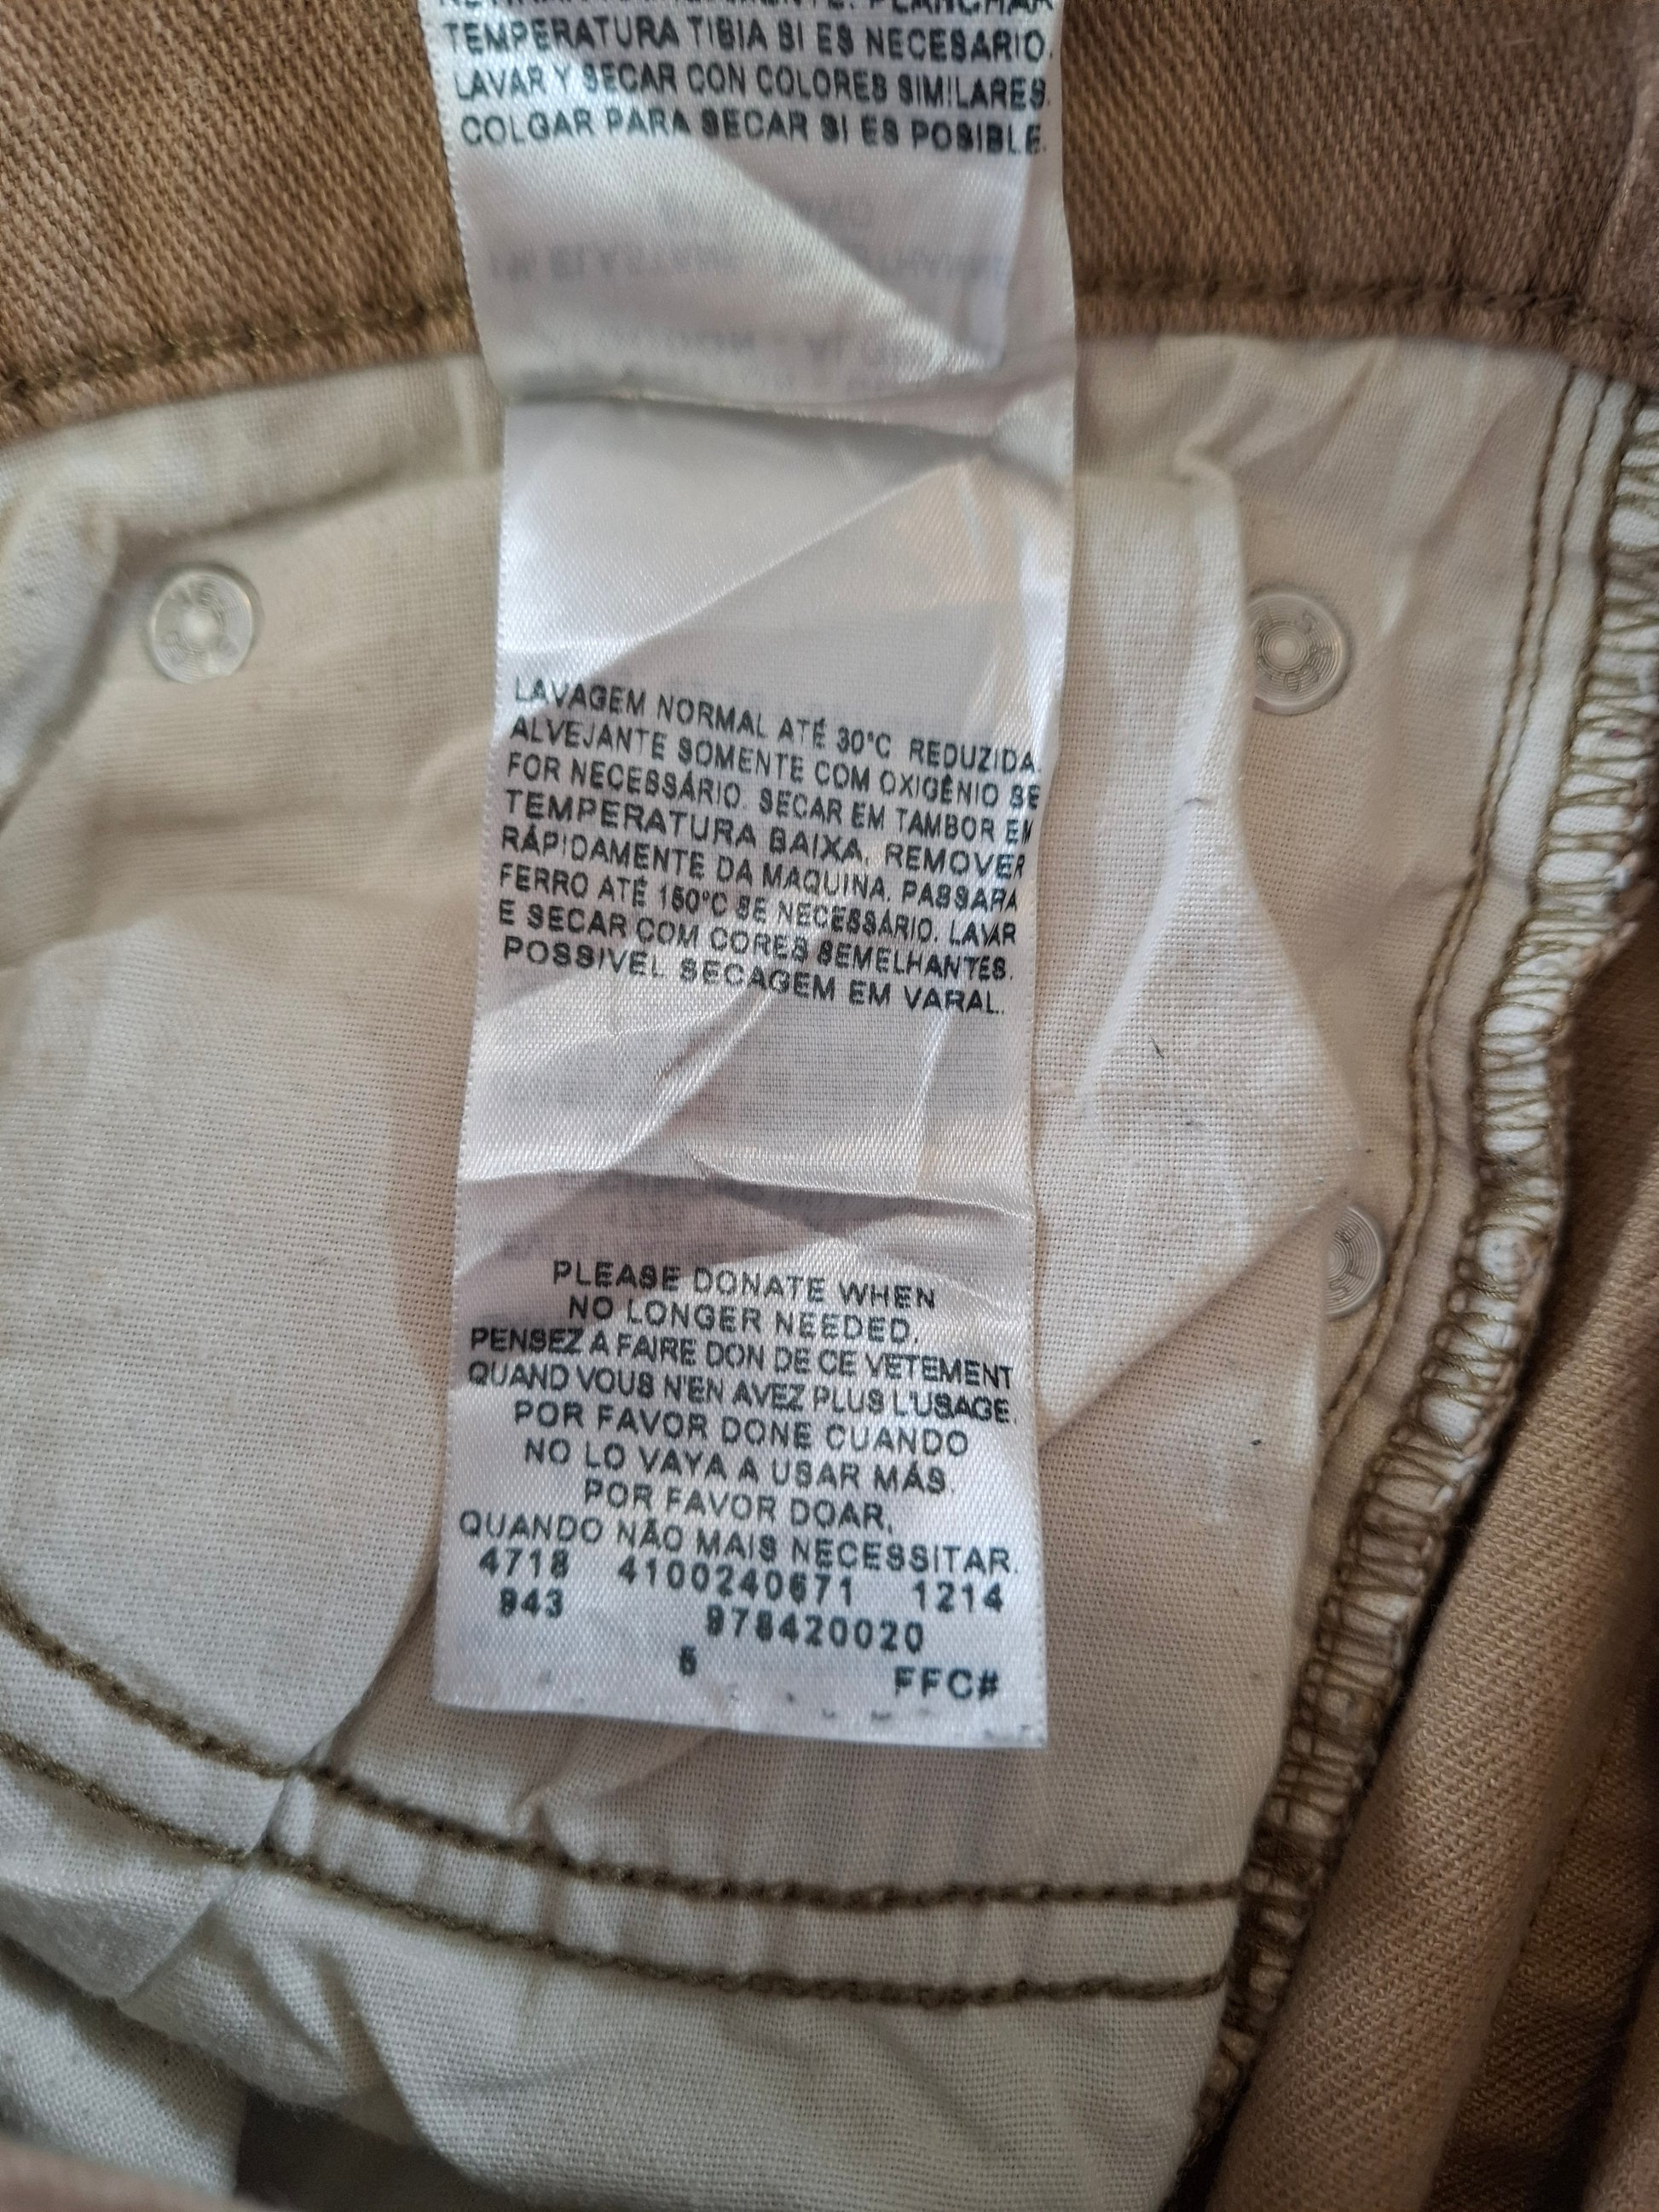 TEMPERATURA TIBIA SI ES NECESARIO.
LAVAR Y SECAR CON COLORES SIMILARES.
COLGAR PARA SECAR SI ES POSIBLE.
LAVAGEM NORMAL ATÉ 30°C REDUZIDA.
ALVEJANTE SOMENTE COM OXIGÊNIO SE
FOR NECESSÁRIO. SECAR EM TAMBOR EM
TEMPERATURA BAIXA. REMOVER
RÁPIDAMENTE DA MAQUINA. PASSARA
FERRO ATÉ 150°C SE NECESSÁRIO. LAVAR
E SECAR COM CORES SEMELHANTES.
POSSIVEL SECAGEM EM VARAL.
PLEASE DONATE WHEN
NO LONGER NEEDED.
PENSEZ A FAIRE DON DE CE VETEMENT
QUAND VOUS N'EN AVEZ PLUS L'USAGE.
POR FAVOR DONE CUANDO
NO LO VAYA A USAR MÁS.
POR FAVOR DOAR,
QUANDO NÃO MAIS NECESSITAR.
4718 4100240671 1214
943 978420020
FFC#